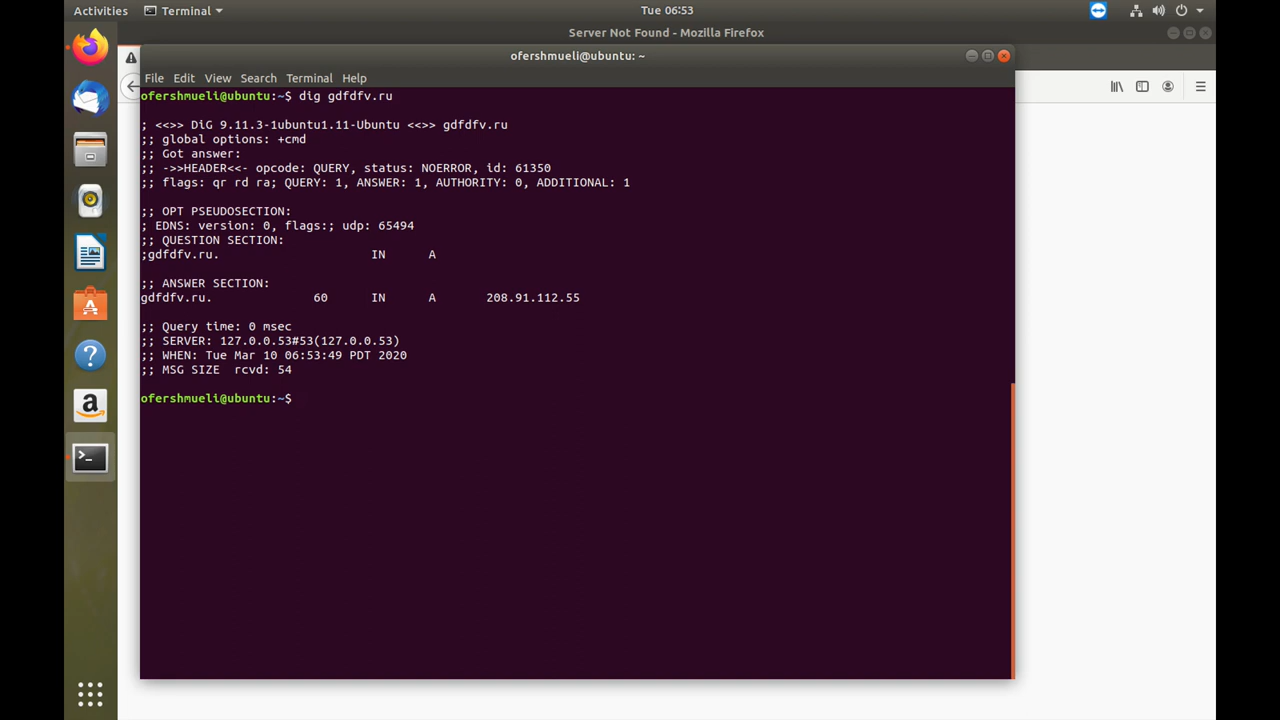 Activities Terminal Tue 06:53
Server Not Found - Mozilla Firefox
ofershmueli@ubuntu: ~
File Edit View Search Terminal Help
ofershmueli@ubuntu:~$ dig gdfdfv.ru
; <<>> DiG 9.11.3-1ubuntu1.11-Ubuntu <<>> gdfdfv.ru
;; global options: +cmd
;; Got answer:
;; ->>HEADER<<- opcode: QUERY, status: NOERROR, id: 61350
;; flags: qr rd ra; QUERY: 1, ANSWER: 1, AUTHORITY: 0, ADDITIONAL: 1
;; OPT PSEUDOSECTION:
; EDNS: version: 0, flags:; udp: 65494
;; QUESTION SECTION:
;gdfdfv.ru. IN A
;; ANSWER SECTION:
gdfdfv.ru. 60 IN A 208.91.112.55
;; Query time: 0 msec
;; SERVER: 127.0.0.53#53(127.0.0.53)
;; WHEN: Tue Mar 10 06:53:49 PDT 2020
;; MSG SIZE rcvd: 54
ofershmueli@ubuntu:~$